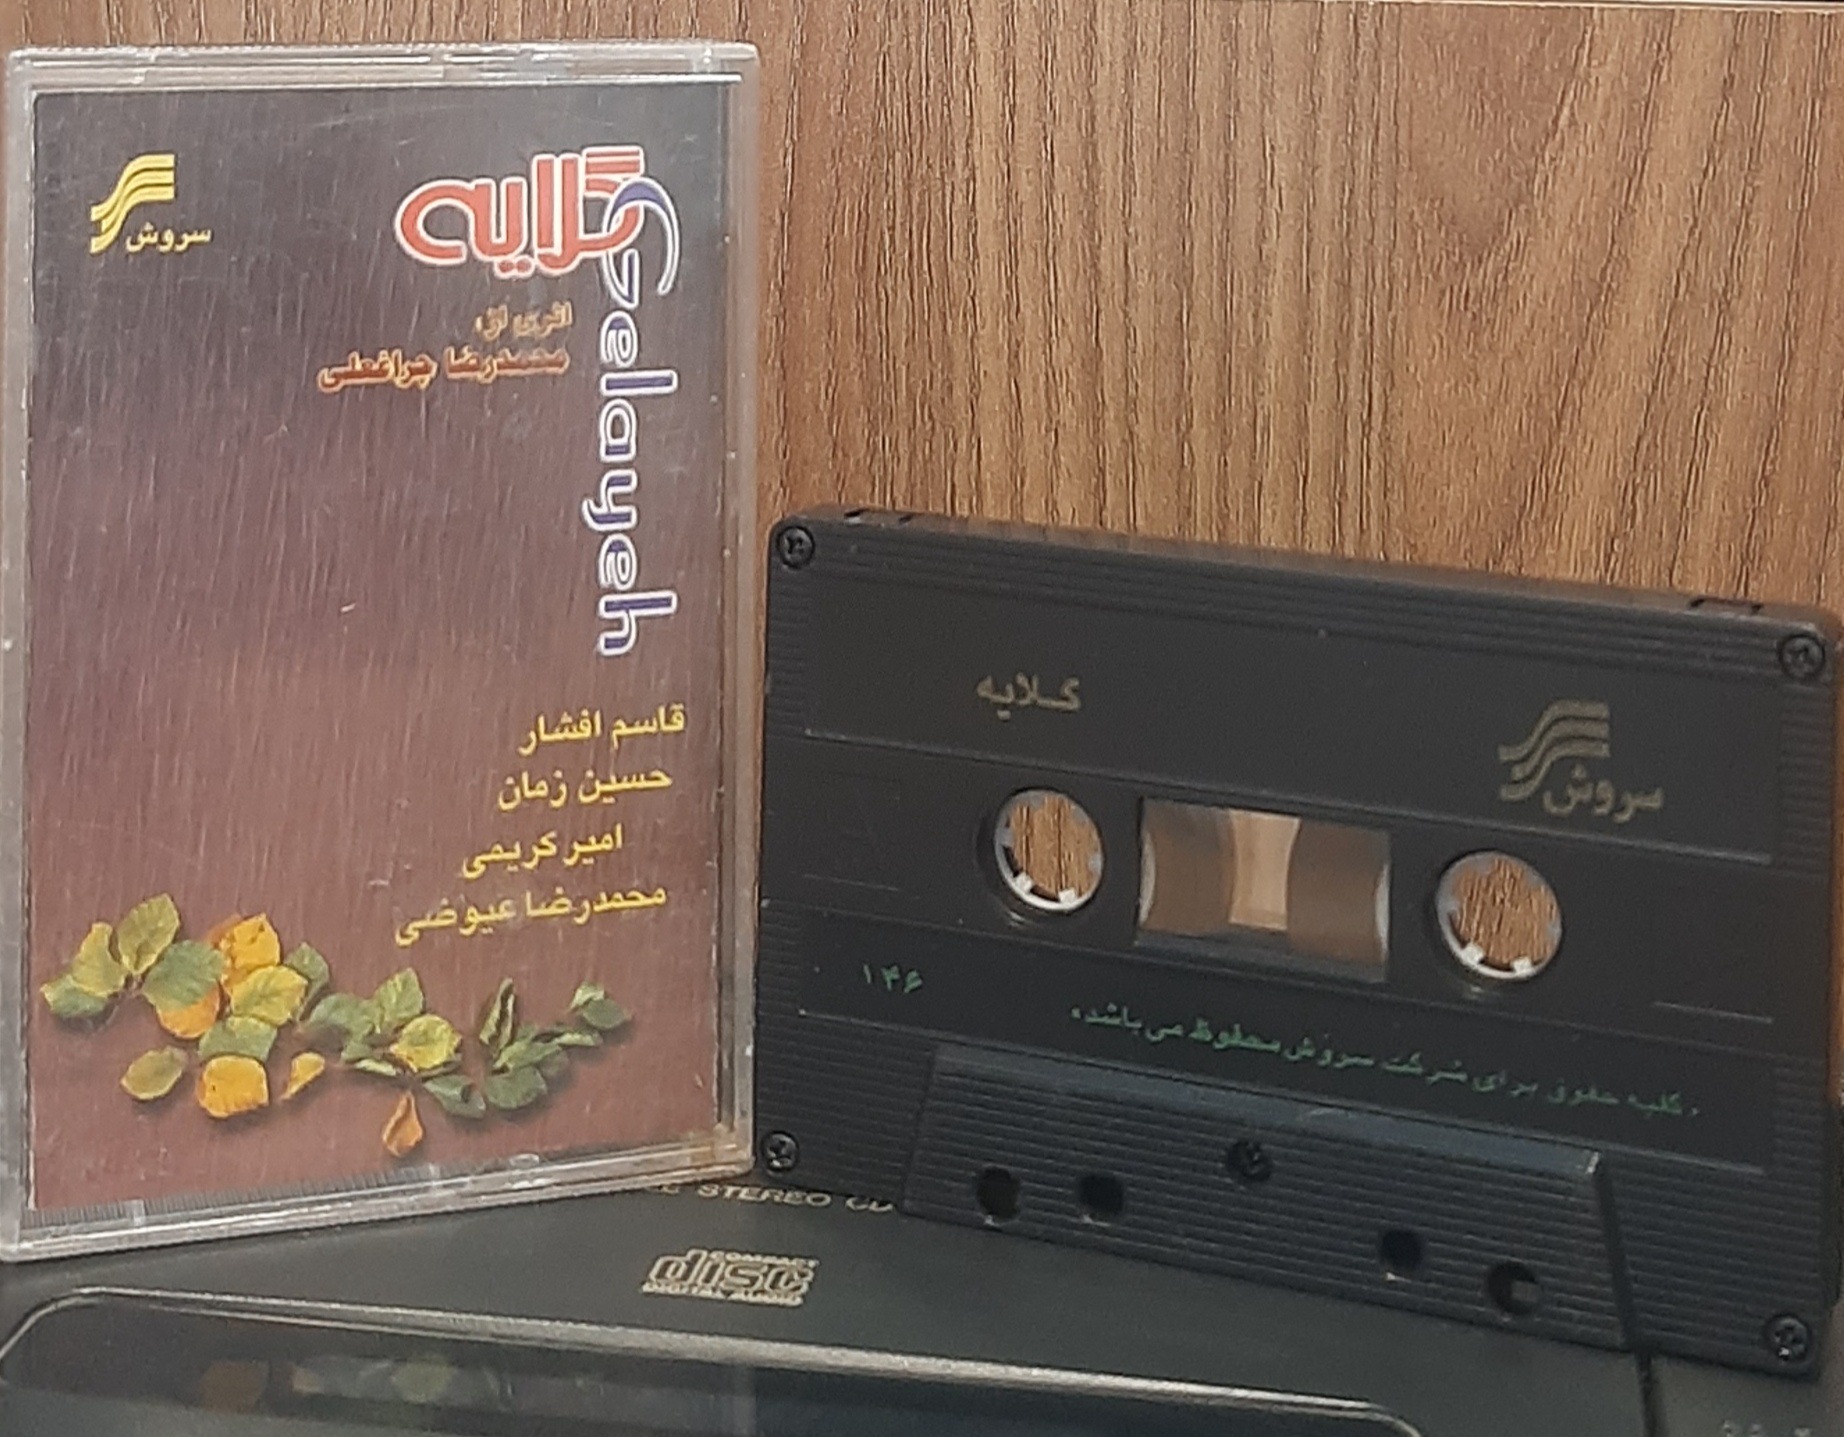 سروش
گلایه
Gelayeh
اثری از:
محمدرضا چراغعلی
قاسم افشار
حسین زمان
امیر کریمی
محمدرضا عیوضی
گلایه
سروش
۱۴۶
کلیه حقوق برای شرکت سروش محفوظ می‌باشد.
STEREO CD
COMPACT
disc
DIGITAL AUDIO